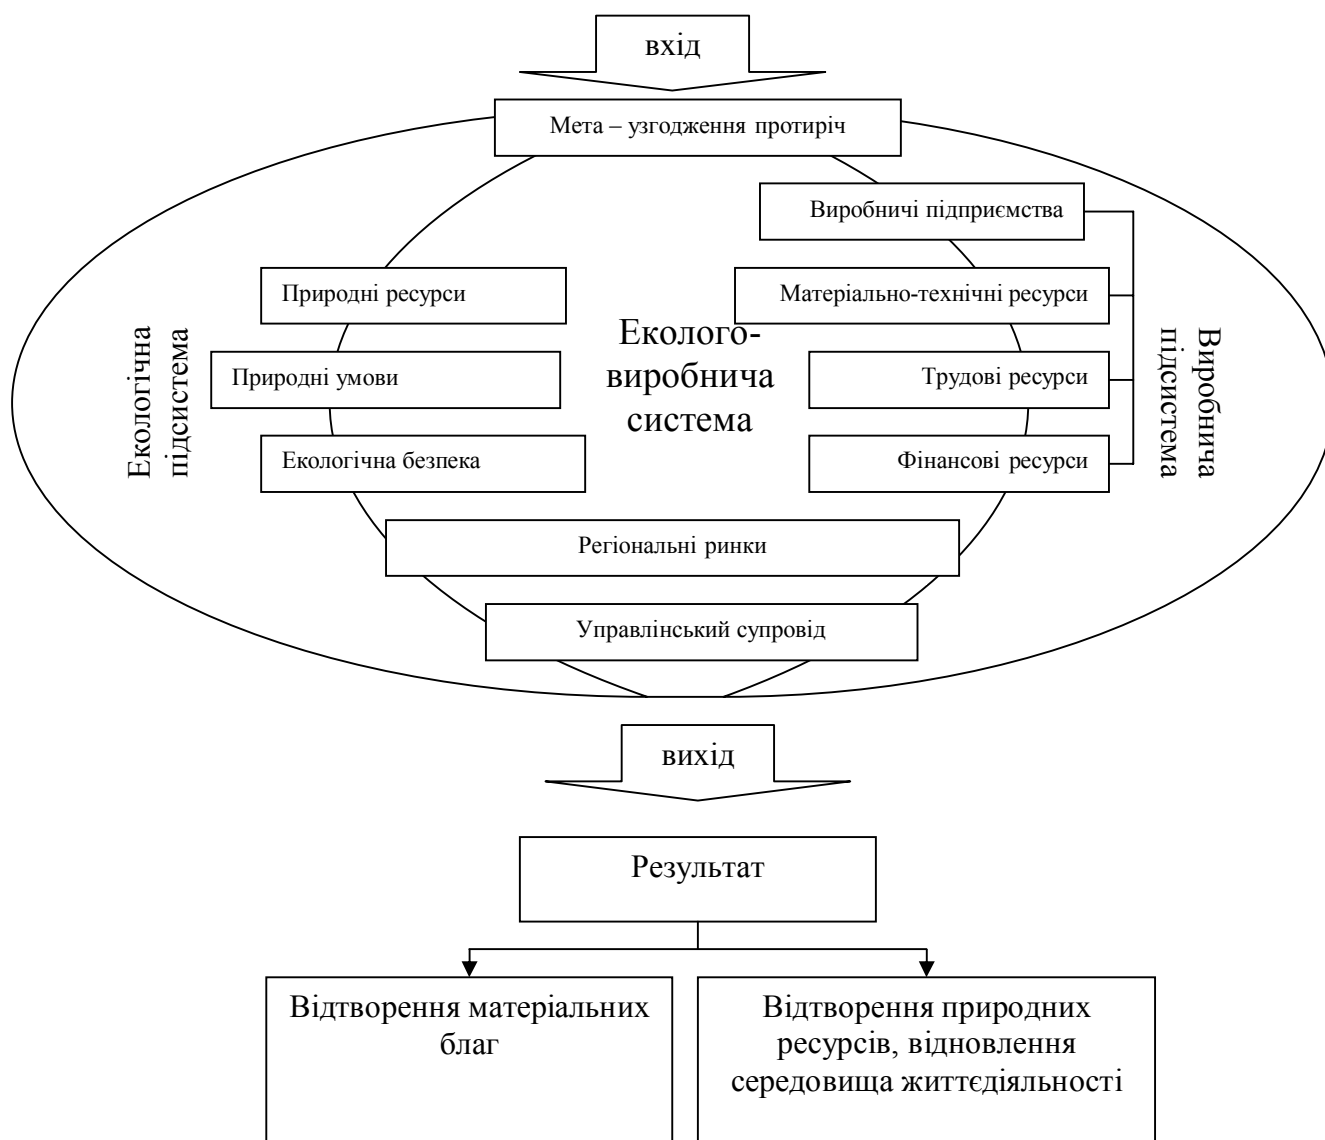 вхід
Мета – узгодження протиріч
Виробничі підприємства
Природні ресурси
Матеріально-технічні ресурси
Екологічна
підсистема
Еколого-
виробнича
система
Виробнича
підсистема
Природні умови
Трудові ресурси
Екологічна безпека
Фінансові ресурси
Регіональні ринки
Управлінський супровід
вихід
Результат
Відтворення матеріальних
благ
Відтворення природних
ресурсів, відновлення
середовища життєдіяльності